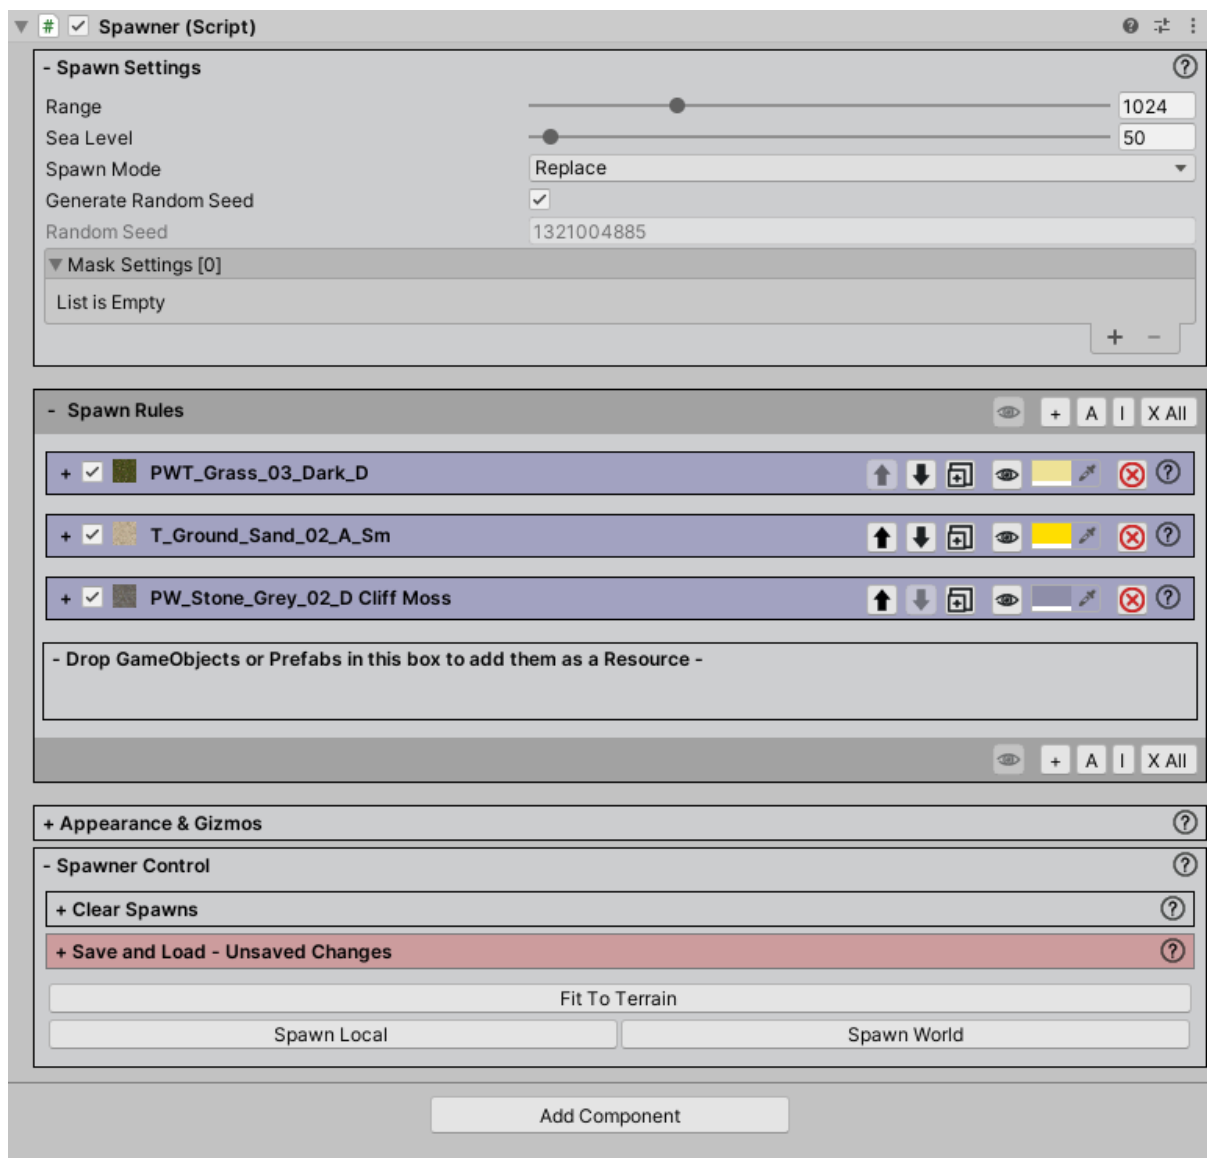 # Spawner (Script)
- Spawn Settings
Range 1024
Sea Level 50
Spawn Mode Replace
Generate Random Seed
Random Seed 1321004885
Mask Settings [0]
List is Empty
+ -
- Spawn Rules + A I X All
+ PWT_Grass_03_Dark_D
+ T_Ground_Sand_02_A_Sm
+ PW_Stone_Grey_02_D Cliff Moss
- Drop GameObjects or Prefabs in this box to add them as a Resource -
+ A I X All
+ Appearance & Gizmos
- Spawner Control
+ Clear Spawns
+ Save and Load - Unsaved Changes
Fit To Terrain
Spawn Local Spawn World
Add Component